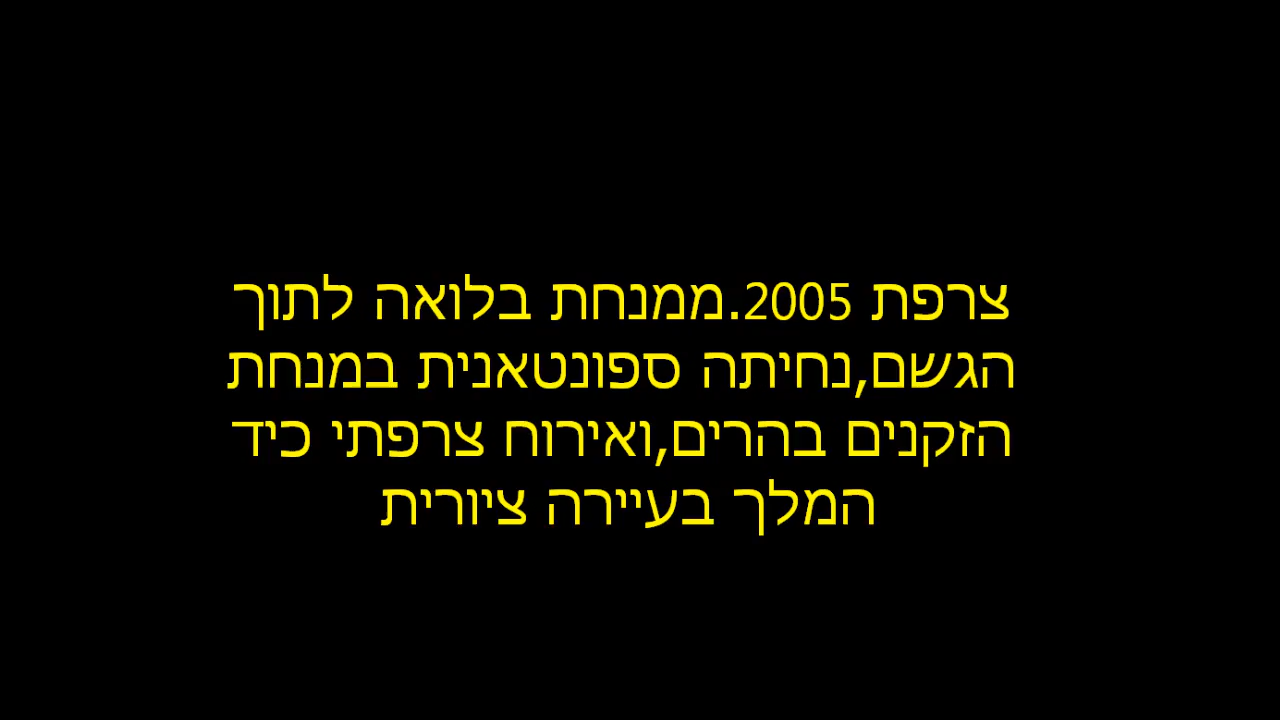 צרפת 2005.ממנחת בלואה לתוך
הגשם,נחיתה ספונטאנית במנחת
הזקנים בהרים,ואירוח צרפתי כיד
המלך בעיירה ציורית